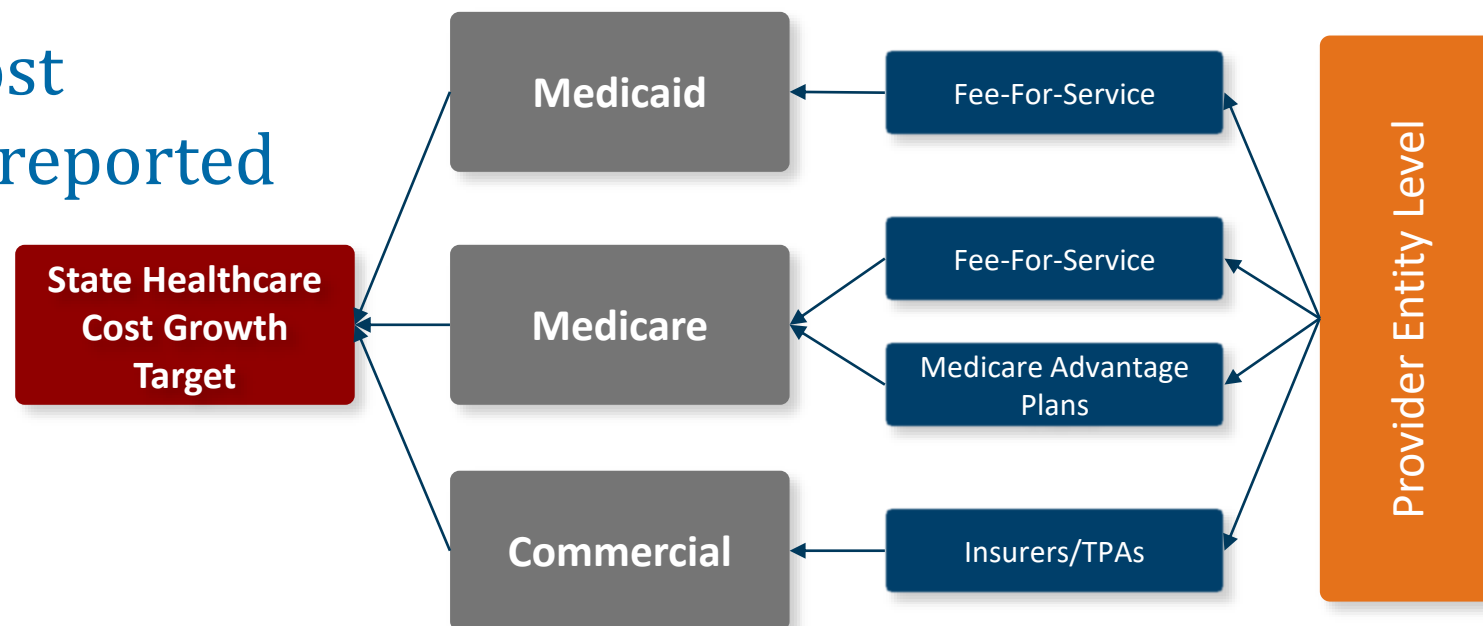 reported
State Healthcare
Cost Growth
Target
Medicaid
Medicare
Commercial
Fee-For-Service
Fee-For-Service
Medicare Advantage
Plans
Insurers/TPAs
Provider Entity Level